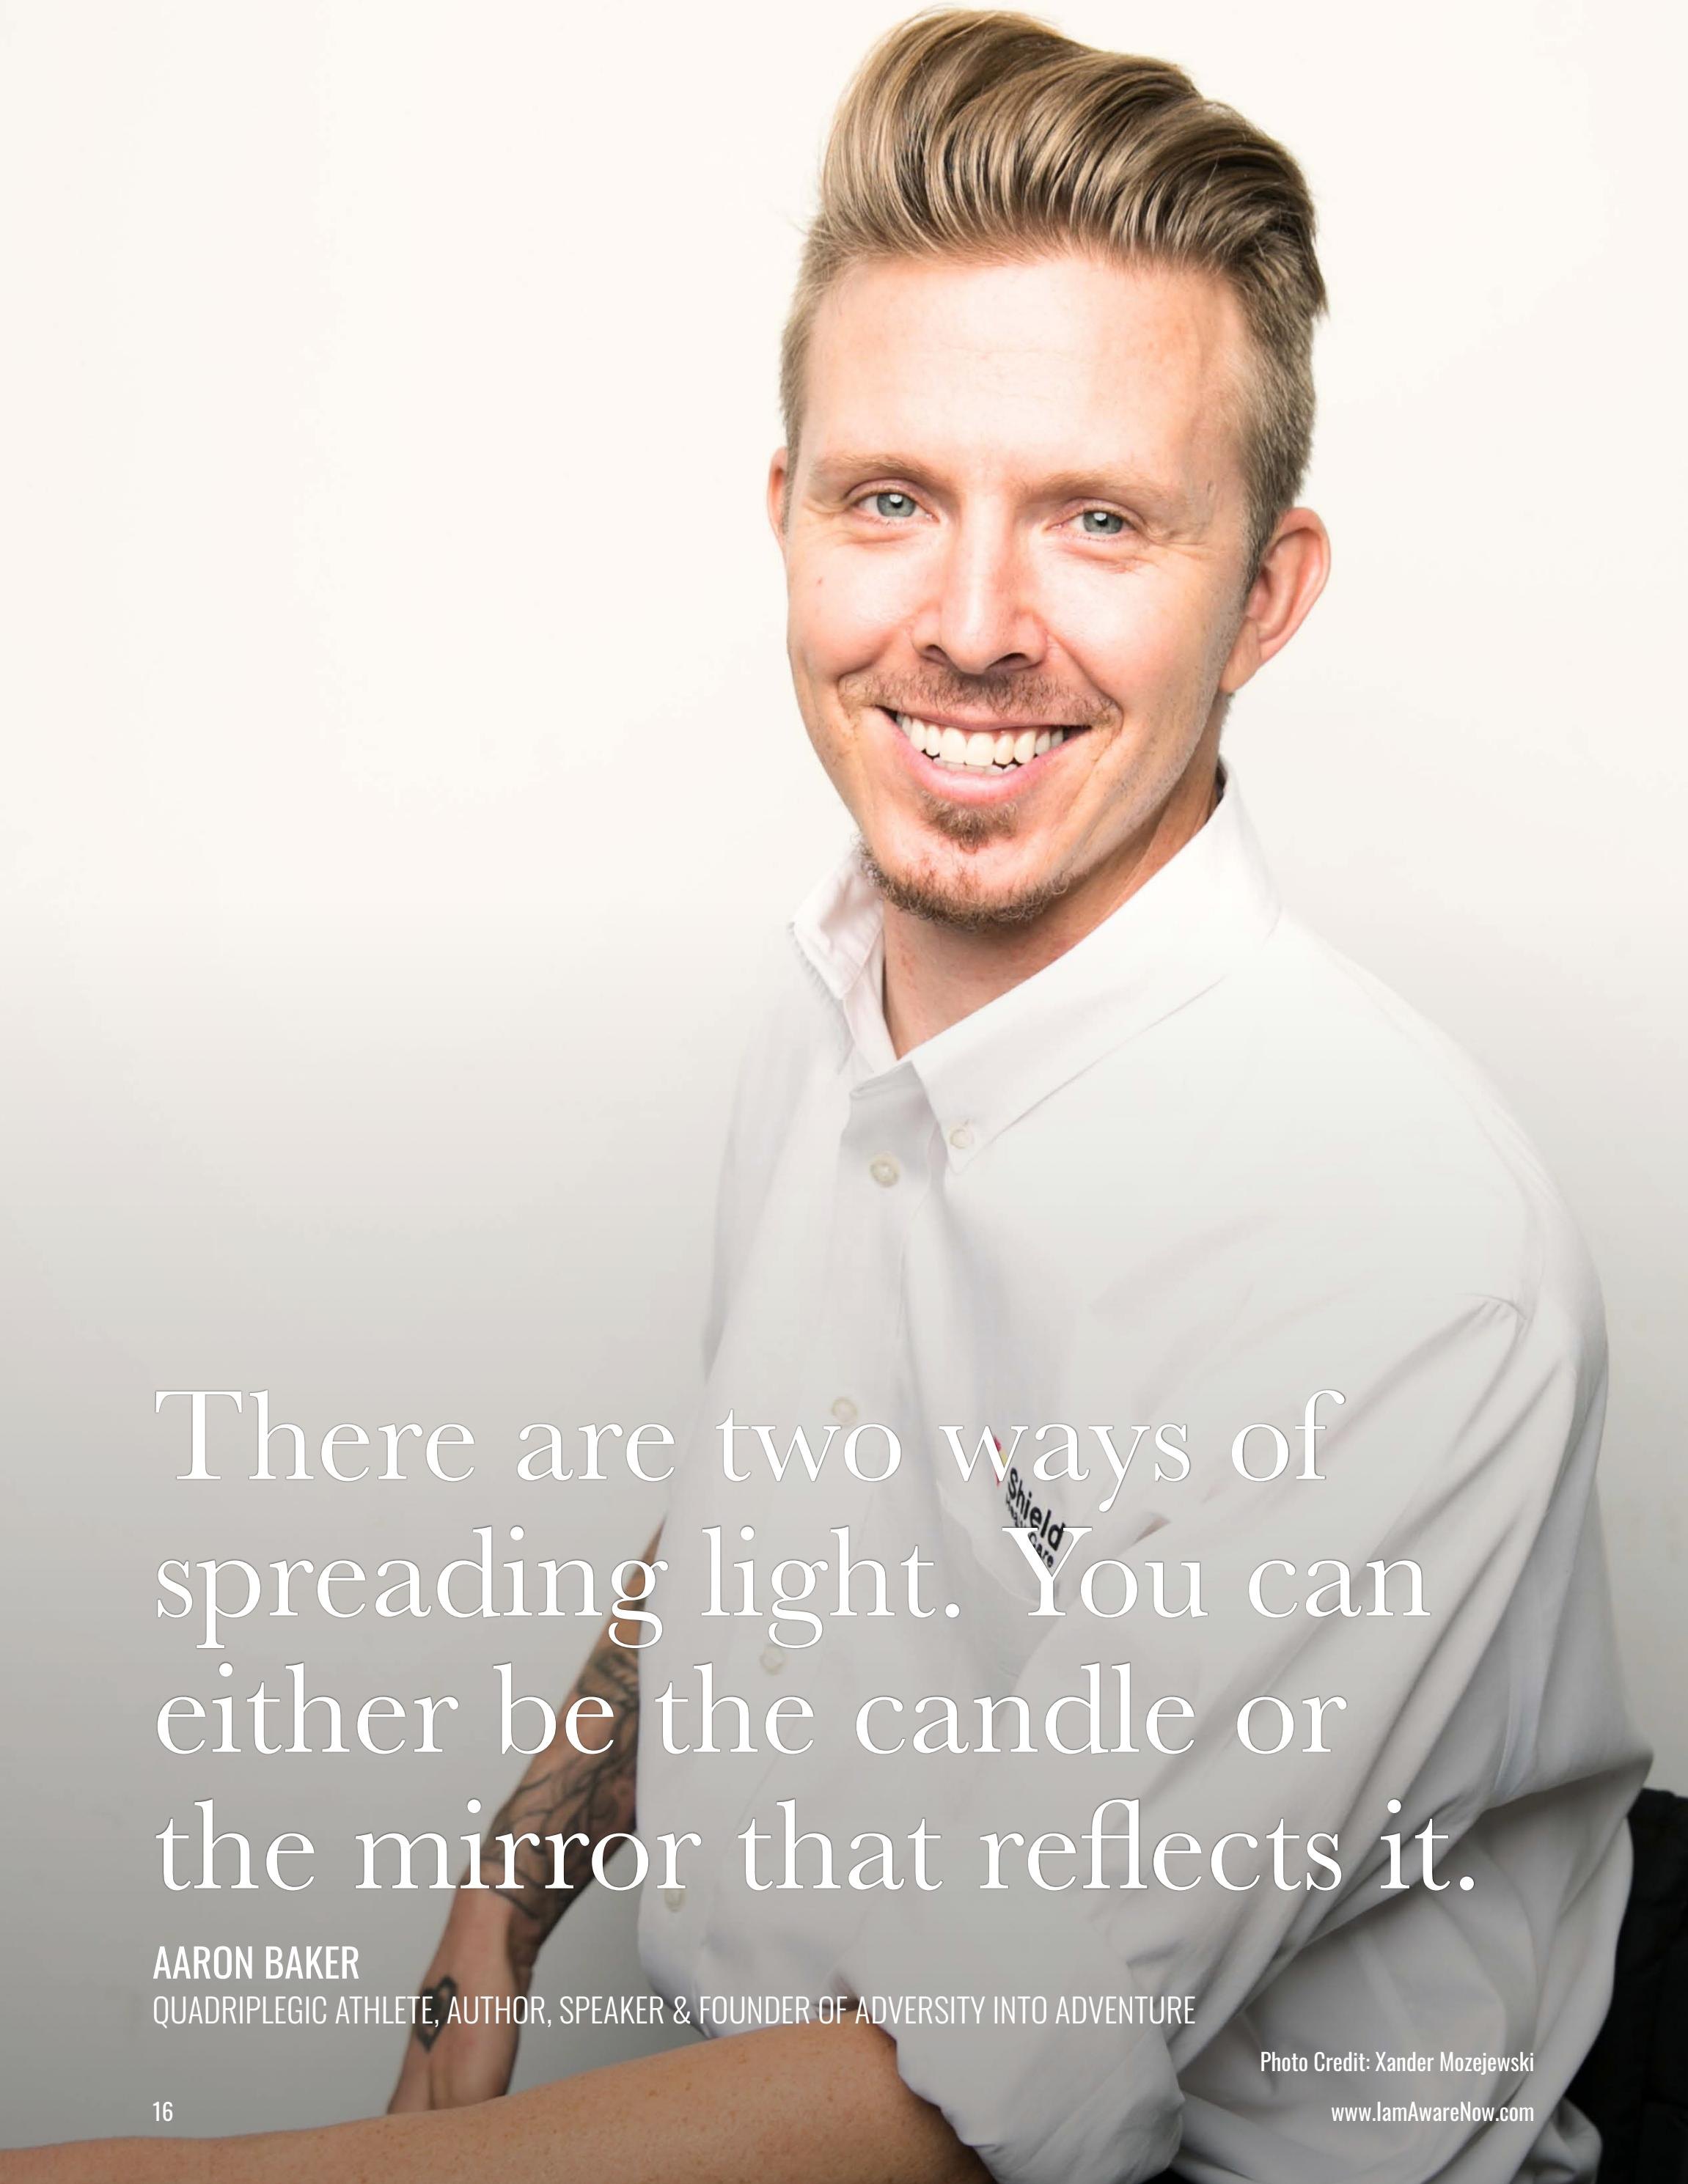 There are two ways of
Shield
spreading light. You can
either be the candle or
the mirror that reflects it.
AARON BAKER
QUADRIPLEGIC ATHLETE, AUTHOR, SPEAKER & FOUNDER OF ADVERSITY INTO ADVENTURE
Photo Credit: Xander Mozejewski
16
www.IamAwareNow.com